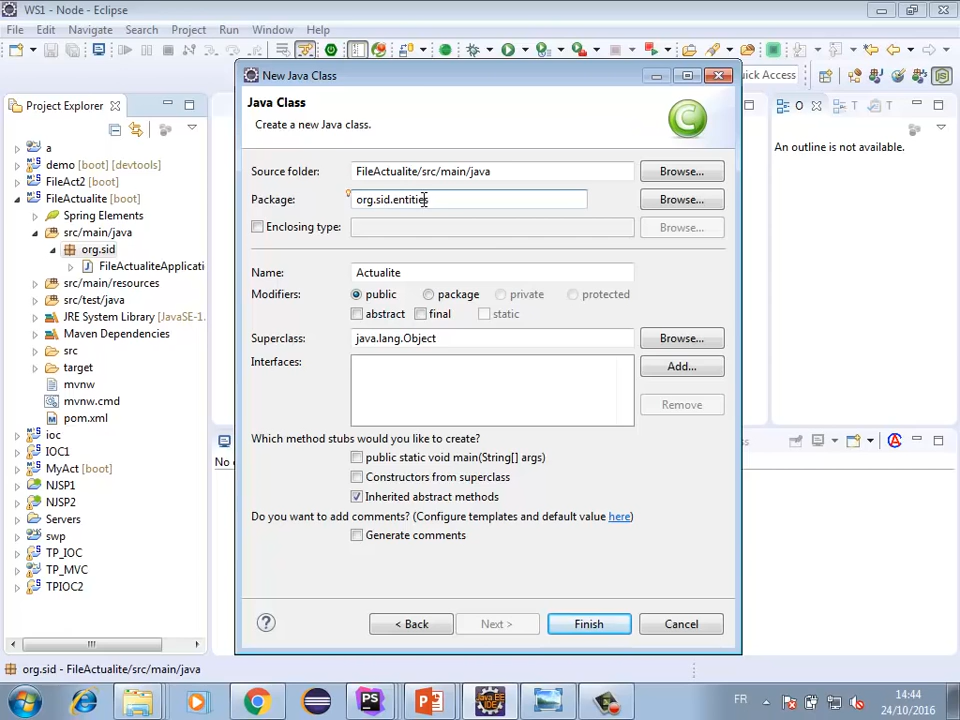 WS1 - Node - Eclipse
File Edit Navigate Search Project Run Window Help
Quick Access
Project Explorer
a
demo [boot] [devtools]
FileAct2 [boot]
FileActualite [boot]
Spring Elements
src/main/java
org.sid
FileActualiteApplicati
src/main/resources
src/test/java
JRE System Library [JavaSE-1.
Maven Dependencies
src
target
mvnw
mvnw.cmd
pom.xml
ioc
IOC1
MyAct [boot]
NJSP1
NJSP2
Servers
swp
TP_IOC
TP_MVC
TPIOC2
New Java Class
Java Class
Create a new Java class.
Source folder: FileActualite/src/main/java Browse...
Package: org.sid.entities Browse...
Enclosing type: Browse...
Name: Actualite
Modifiers: public package private protected
abstract final static
Superclass: java.lang.Object Browse...
Interfaces: Add...
Remove
Which method stubs would you like to create?
public static void main(String[] args)
Constructors from superclass
Inherited abstract methods
Do you want to add comments? (Configure templates and default value here)
Generate comments
< Back Next > Finish Cancel
O T T
An outline is not available.
No c
org.sid - FileActualite/src/main/java
FR
14:44
24/10/2016